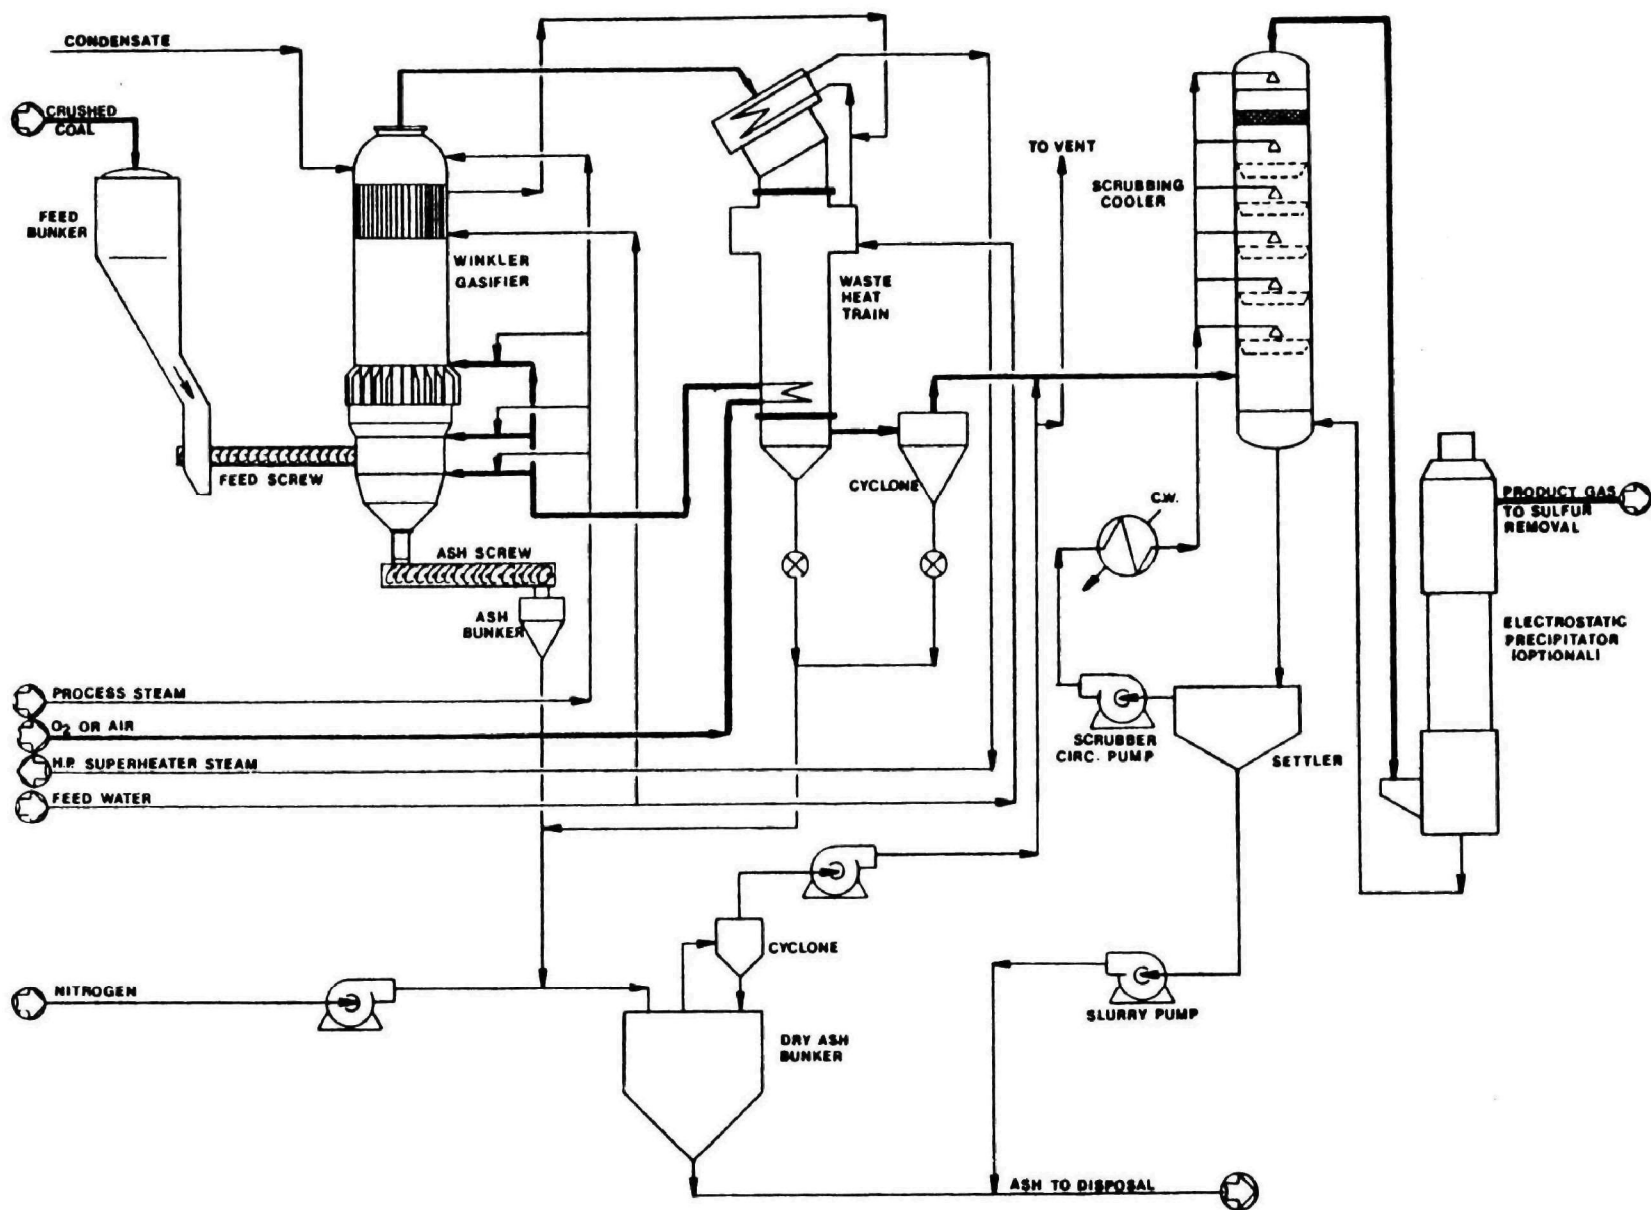 CONDENSATE
CRUSHED
COAL
FEED
BUNKER
WINKLER
GASIFIER
FEED SCREW
ASH SCREW
ASH
BUNKER
WASTE
HEAT
TRAIN
CYCLONE
TO VENT
SCRUBBING
COOLER
C.W.
PRODUCT GAS
TO SULFUR
REMOVAL
ELECTROSTATIC
PRECIPITATOR
(OPTIONAL)
PROCESS STEAM
O2 OR AIR
H.P. SUPERHEATER STEAM
FEED WATER
SCRUBBER
CIRC. PUMP
SETTLER
CYCLONE
NITROGEN
DRY ASH
BUNKER
SLURRY PUMP
ASH TO DISPOSAL